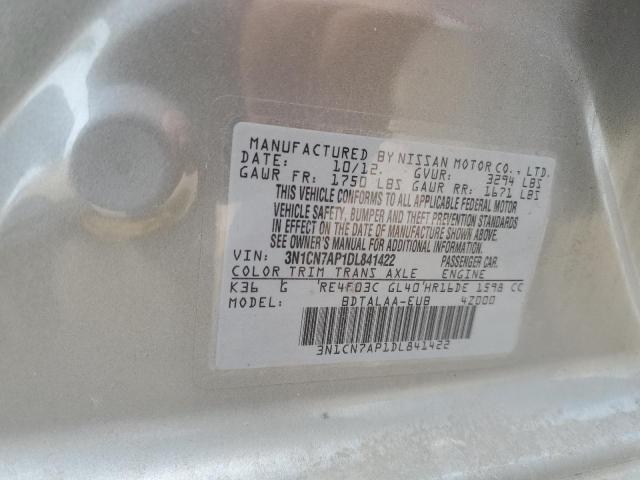 MANUFACTURED BY NISSAN MOTOR CO., LTD.
DATE: 10/12. GVWR: 3294 LBS
GAWR FR: 1750 LBS GAWR RR: 1671 LBS
THIS VEHICLE CONFORMS TO ALL APPLICABLE FEDERAL MOTOR
VEHICLE SAFETY, BUMPER AND THEFT PREVENTION STANDARDS
IN EFFECT ON THE DATE OF MANUFACTURE SHOWN ABOVE.
SEE OWNER'S MANUAL FOR ADDITIONAL INFORMATION.
VIN: 3N1CN7AP1DL841422 PASSENGER CAR.
COLOR TRIM TRANS AXLE ENGINE
K36 G RE4F03C GL40 HR16DE 1598 CC
MODEL: BDTALAA-EUB 4Z000
3N1CN7AP1DL841422